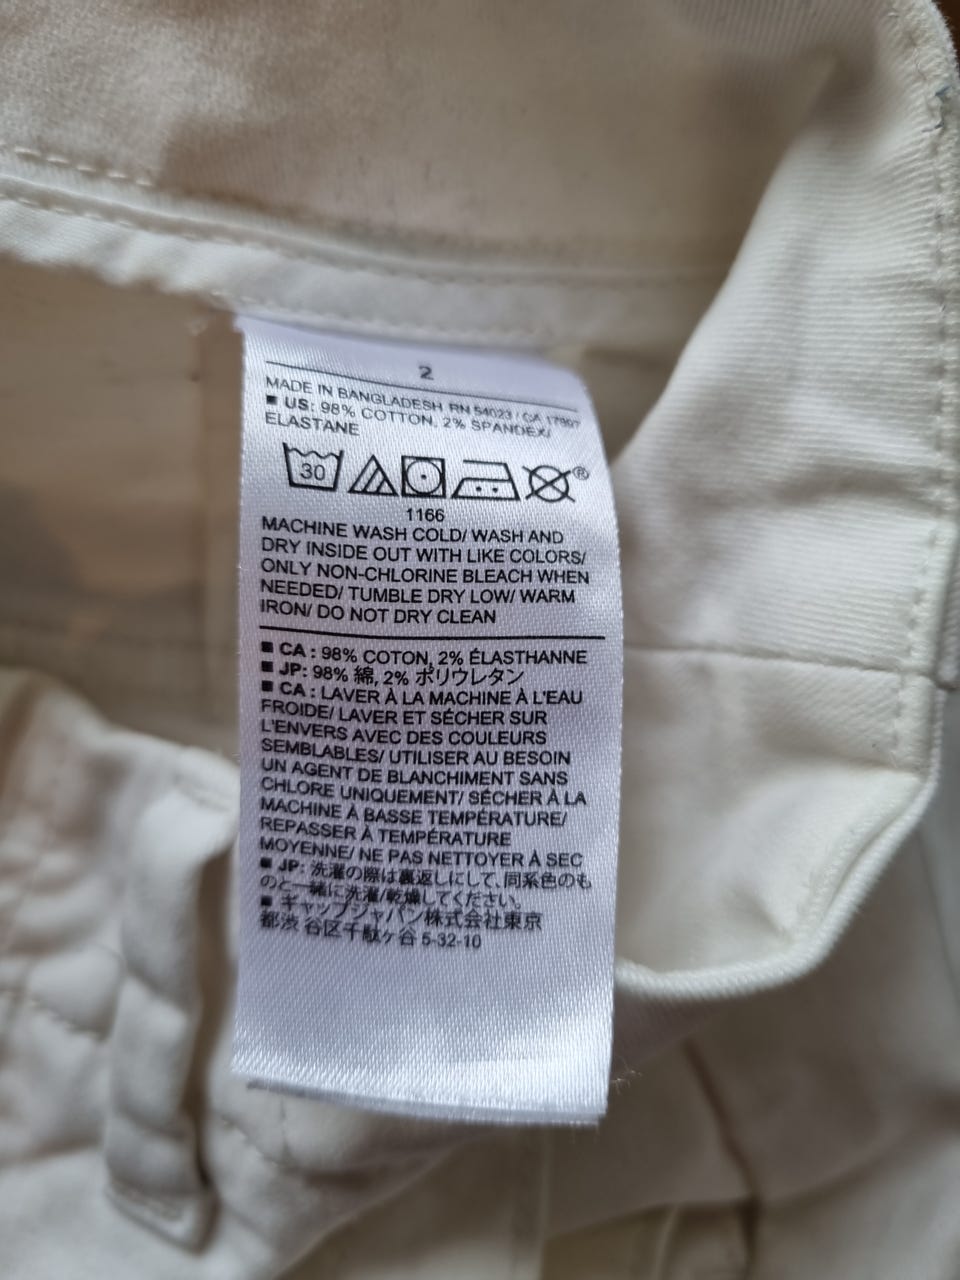 2
MADE IN BANGLADESH RN 54023 / CA 17897
■ US: 98% COTTON, 2% SPANDEX/
ELASTANE
30
®
1166
MACHINE WASH COLD/ WASH AND
DRY INSIDE OUT WITH LIKE COLORS/
ONLY NON-CHLORINE BLEACH WHEN
NEEDED/ TUMBLE DRY LOW/ WARM
IRON/ DO NOT DRY CLEAN
■ CA : 98% COTON, 2% ÉLASTHANNE
■ JP: 98% 綿, 2% ポリウレタン
■ CA : LAVER À LA MACHINE À L'EAU
FROIDE/ LAVER ET SÉCHER SUR
L'ENVERS AVEC DES COULEURS
SEMBLABLES/ UTILISER AU BESOIN
UN AGENT DE BLANCHIMENT SANS
CHLORE UNIQUEMENT/ SÉCHER À LA
MACHINE À BASSE TEMPÉRATURE/
REPASSER À TEMPÉRATURE
MOYENNE/ NE PAS NETTOYER À SEC
■ JP: 洗濯の際は裏返しにして、同系色のも
のと一緒に洗濯/乾燥してください。
■ ギャップジャパン株式会社東京
都渋 谷区千駄ヶ谷 5-32-10